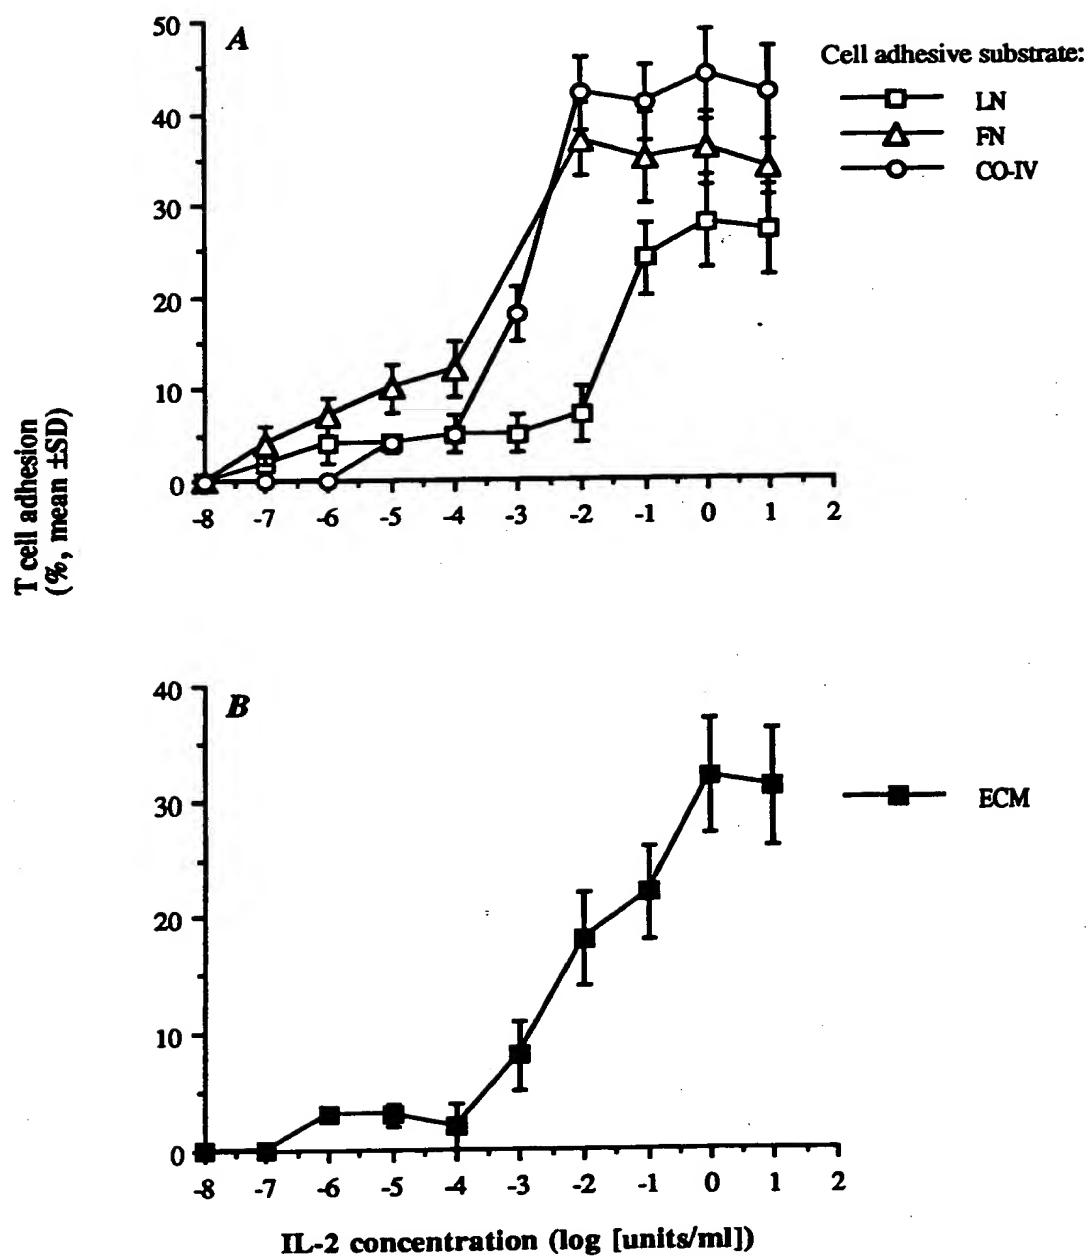 A
50
40
30
20
10
0
-8 -7 -6 -5 -4 -3 -2 -1 0 1 2
Cell adhesive substrate:
LN
FN
CO-IV
T cell adhesion
(%, mean ±SD)
B
40
30
20
10
0
-8 -7 -6 -5 -4 -3 -2 -1 0 1 2
ECM
IL-2 concentration (log [units/ml])